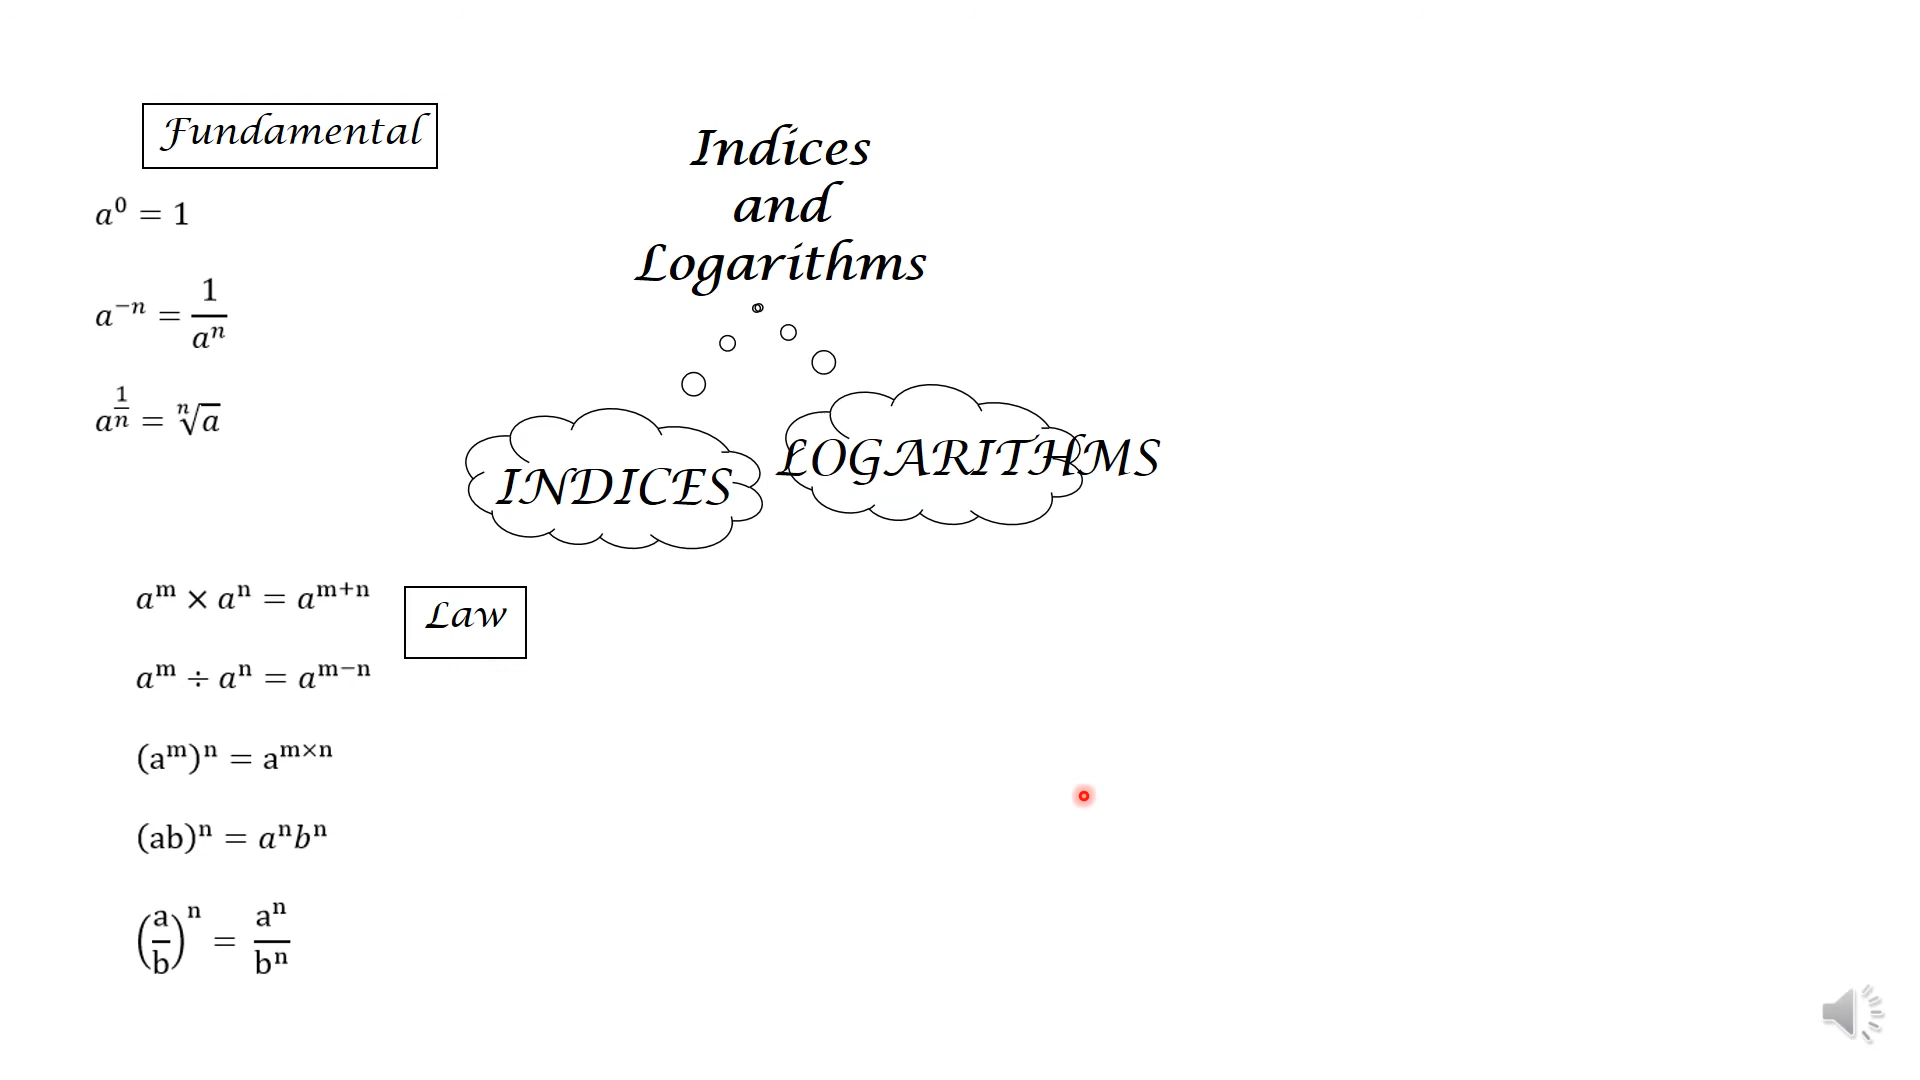 Fundamental
a⁰ = 1
a⁻ⁿ = 1/aⁿ
a^(1/n) = ⁿ√a
Indices
and
Logarithms
INDICES
LOGARITHMS
aᵐ × aⁿ = aᵐ⁺ⁿ
Law
aᵐ ÷ aⁿ = aᵐ⁻ⁿ
(aᵐ)ⁿ = a^(m×n)
(ab)ⁿ = aⁿbⁿ
(a/b)ⁿ = aⁿ/bⁿ